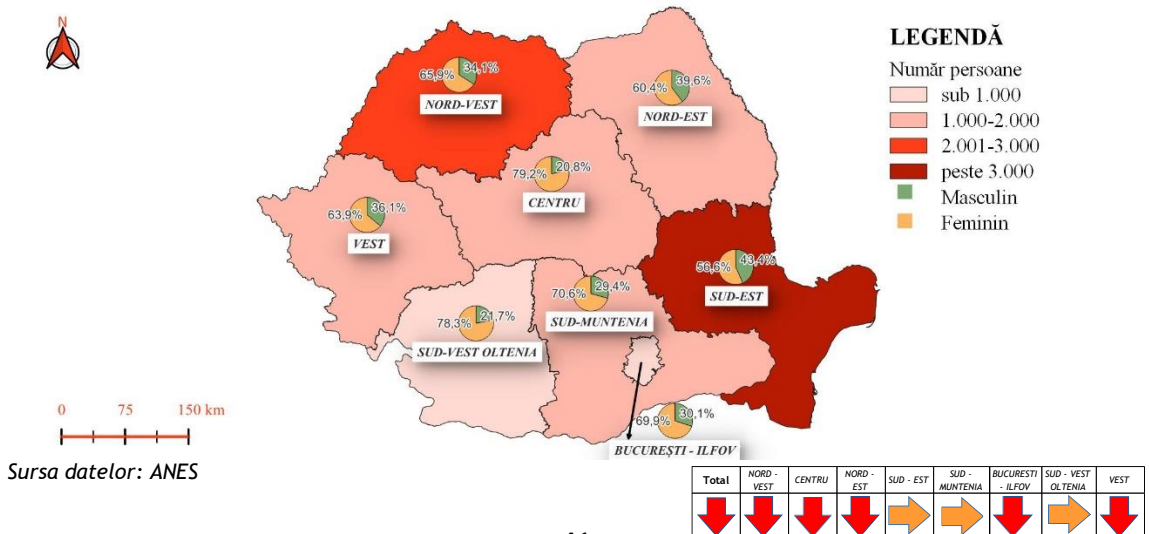 N
LEGENDĂ
Număr persoane
sub 1.000
1.000-2.000
2.001-3.000
peste 3.000
Masculin
Feminin
65,9% 34,1%
NORD-VEST
60,4% 39,6%
NORD-EST
79,2% 20,8%
CENTRU
63,9% 36,1%
VEST
56,6% 43,4%
SUD-EST
70,6% 29,4%
SUD-MUNTENIA
78,3% 21,7%
SUD-VEST OLTENIA
69,9% 30,1%
BUCUREȘTI - ILFOV
0 75 150 km
Sursa datelor: ANES
Total
NORD -
VEST
CENTRU
NORD -
EST
SUD - EST
SUD -
MUNTENIA
BUCURESTI
- ILFOV
SUD - VEST
OLTENIA
VEST